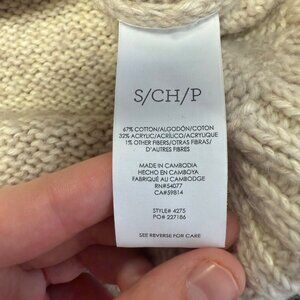 S/CH/P
67% COTTON/ALGODÓN/COTON
32% ACRYLIC/ACRÍLICO/ACRYLIQUE
1% OTHER FIBERS/OTRAS FIBRAS/
D'AUTRES FIBRES
MADE IN CAMBODIA
HECHO EN CAMBOYA
FABRIQUÉ AU CAMBODGE
RN#54077
CA#59814
STYLE# 4275
PO# 227186
SEE REVERSE FOR CARE